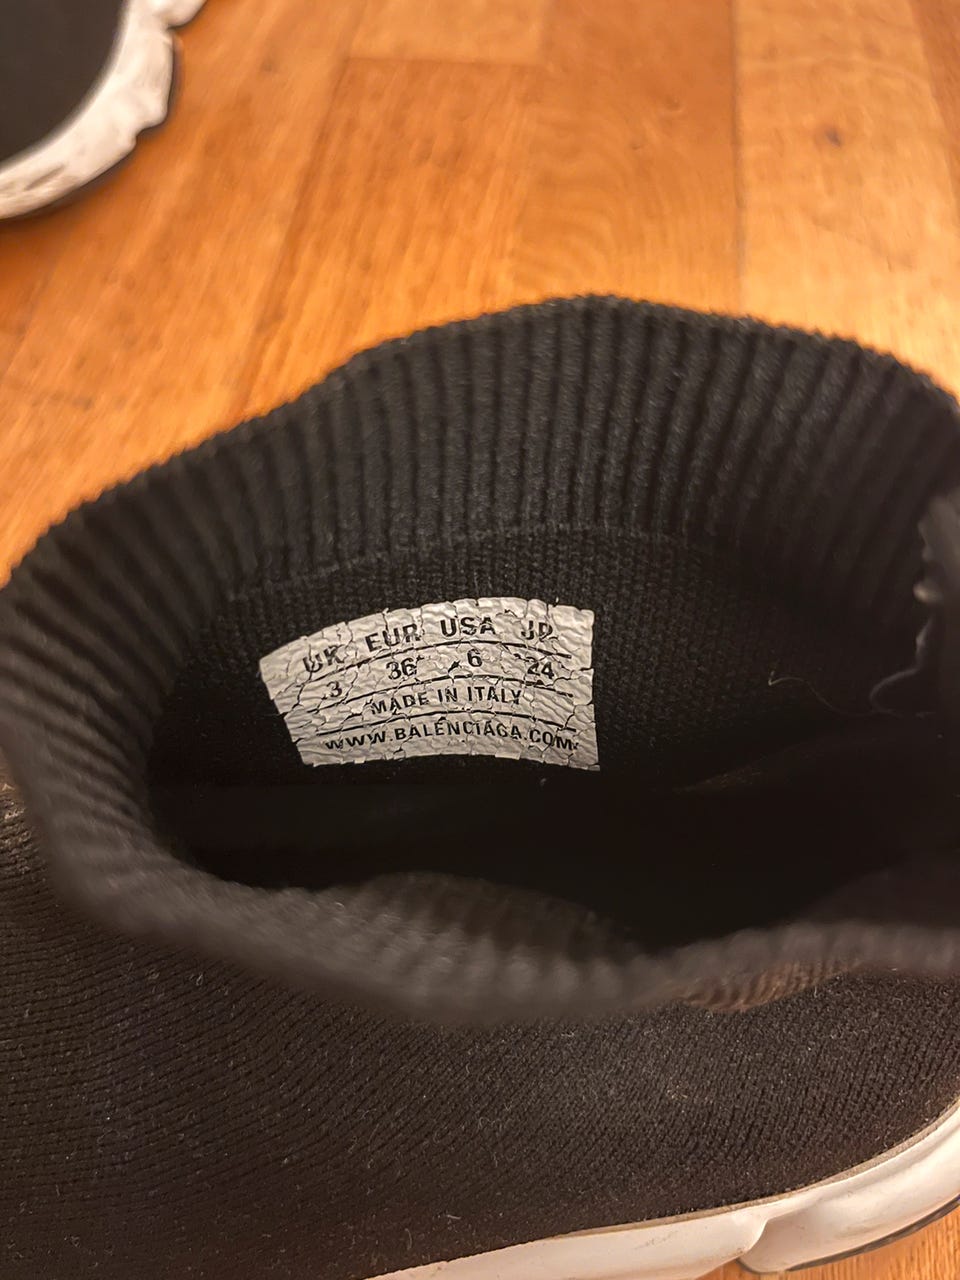 UK EUR USA JP
3 36 6 24
MADE IN ITALY
WWW.BALENCIAGA.COM